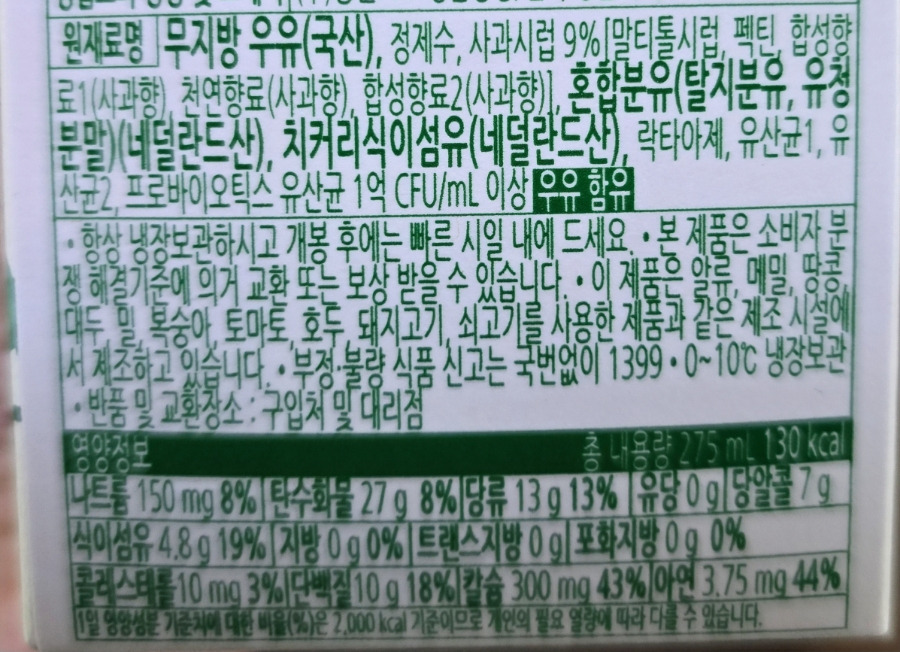 원재료명 무지방 우유(국산), 정제수, 사과시럽 9%[말티톨시럽, 펙틴, 합성향
료1(사과향), 천연향료(사과향), 합성향료2(사과향)], 혼합분유(탈지분유, 유청
분말)(네덜란드산), 치커리식이섬유(네덜란드산), 락타아제, 유산균1, 유
산균2, 프로바이오틱스 유산균 1억 CFU/mL 이상 우유 함유
• 항상 냉장보관하시고 개봉 후에는 빠른 시일 내에 드세요. • 본 제품은 소비자 분
쟁 해결기준에 의거 교환 또는 보상 받을 수 있습니다. • 이 제품은 알류, 메밀, 땅콩,
대두, 밀, 복숭아, 토마토, 호두, 돼지고기, 쇠고기를 사용한 제품과 같은 제조 시설에
서 제조하고 있습니다. • 부정·불량 식품 신고는 국번없이 1399 • 0~10℃ 냉장보관
• 반품 및 교환장소 : 구입처 및 대리점
영양정보 총 내용량 275 mL 130 kcal
나트륨 150 mg 8% 탄수화물 27 g 8% 당류 13 g 13% 유당 0 g 당알콜 7 g
식이섬유 4.8 g 19% 지방 0 g 0% 트랜스지방 0 g 포화지방 0 g 0%
콜레스테롤 10 mg 3% 단백질 10 g 18% 칼슘 300 mg 43% 아연 3.75 mg 44%
1일 영양성분 기준치에 대한 비율(%)은 2,000 kcal 기준이므로 개인의 필요 열량에 따라 다를 수 있습니다.